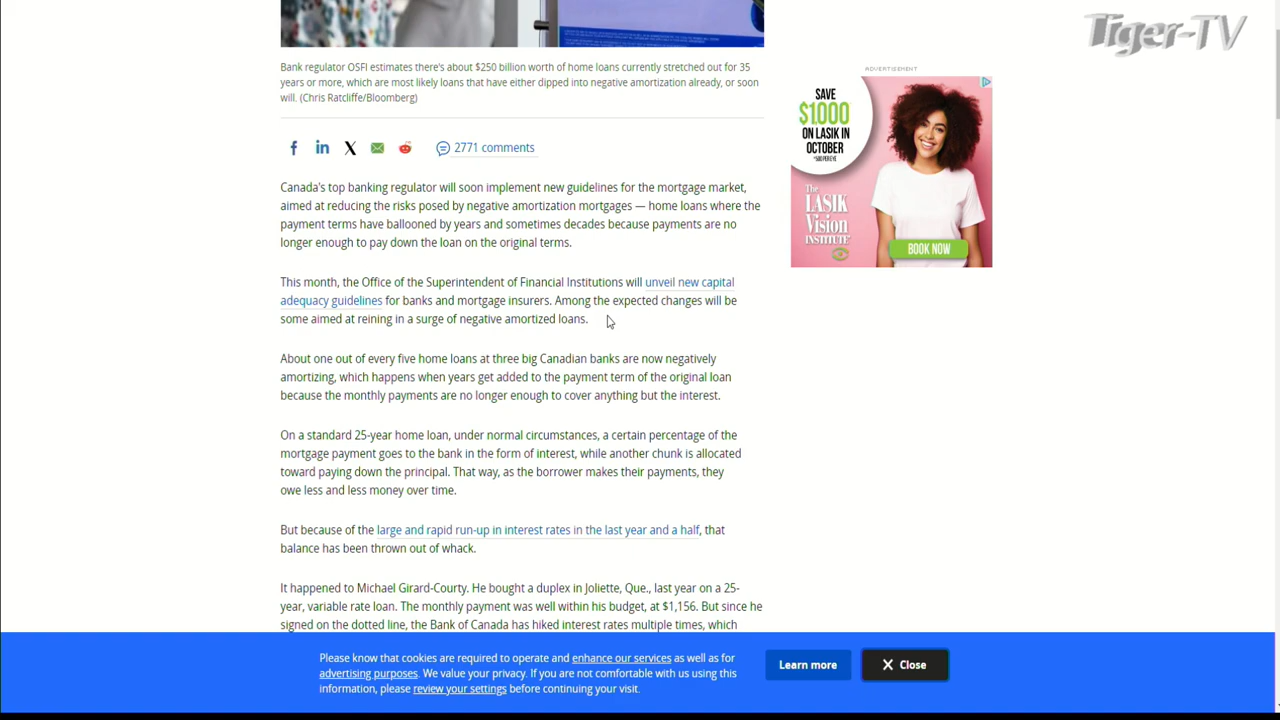 Tiger-TV
Bank regulator OSFI estimates there's about $250 billion worth of home loans currently stretched out for 35
years or more, which are most likely loans that have either dipped into negative amortization already, or soon
will. (Chris Ratcliffe/Bloomberg)
2771 comments
Canada's top banking regulator will soon implement new guidelines for the mortgage market,
aimed at reducing the risks posed by negative amortization mortgages — home loans where the
payment terms have ballooned by years and sometimes decades because payments are no
longer enough to pay down the loan on the original terms.
This month, the Office of the Superintendent of Financial Institutions will unveil new capital
adequacy guidelines for banks and mortgage insurers. Among the expected changes will be
some aimed at reining in a surge of negative amortized loans.
About one out of every five home loans at three big Canadian banks are now negatively
amortizing, which happens when years get added to the payment term of the original loan
because the monthly payments are no longer enough to cover anything but the interest.
On a standard 25-year home loan, under normal circumstances, a certain percentage of the
mortgage payment goes to the bank in the form of interest, while another chunk is allocated
toward paying down the principal. That way, as the borrower makes their payments, they
owe less and less money over time.
But because of the large and rapid run-up in interest rates in the last year and a half, that
balance has been thrown out of whack.
It happened to Michael Girard-Courty. He bought a duplex in Joliette, Que., last year on a 25-
year, variable rate loan. The monthly payment was well within his budget, at $1,156. But since he
signed on the dotted line, the Bank of Canada has hiked interest rates multiple times, which
ADVERTISEMENT
SAVE
$1,000
ON LASIK IN
OCTOBER
*500 PER EYE
The
LASIK
Vision
INSTITUTE
BOOK NOW
Please know that cookies are required to operate and enhance our services as well as for
advertising purposes. We value your privacy. If you are not comfortable with us using this
information, please review your settings before continuing your visit.
Learn more
Close